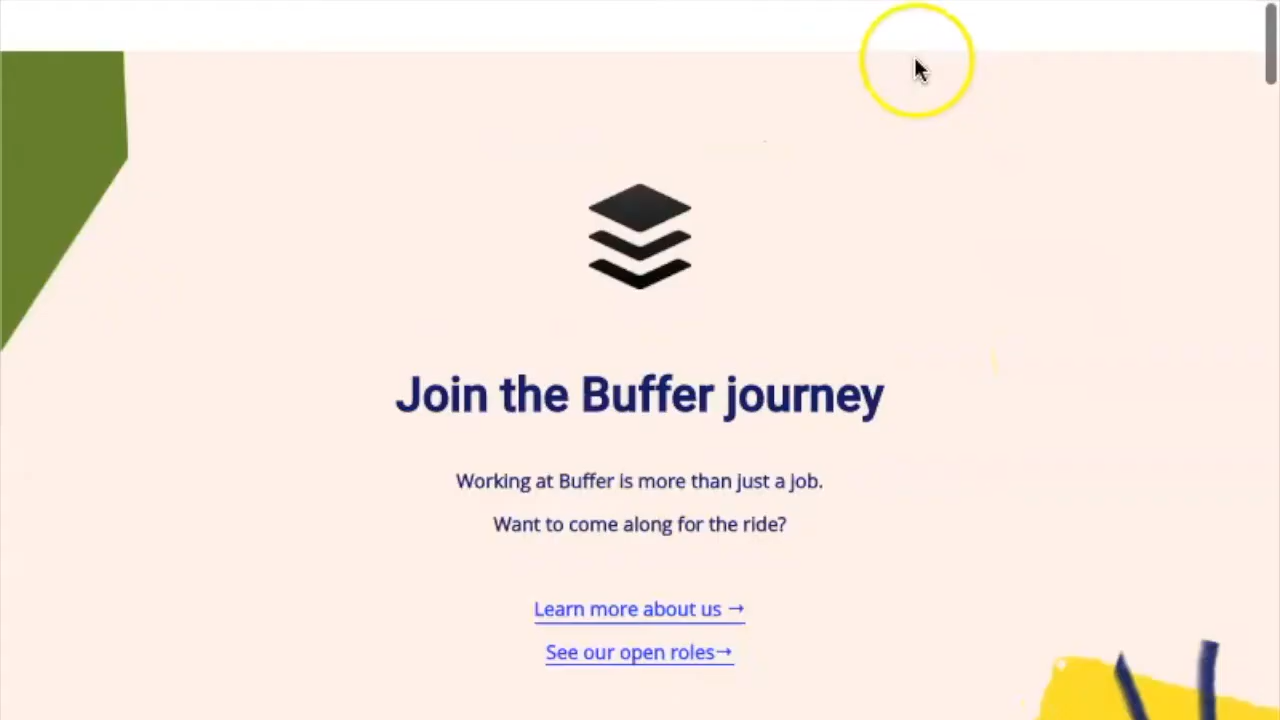 Join the Buffer journey
Working at Buffer is more than just a job.
Want to come along for the ride?
Learn more about us →
See our open roles→